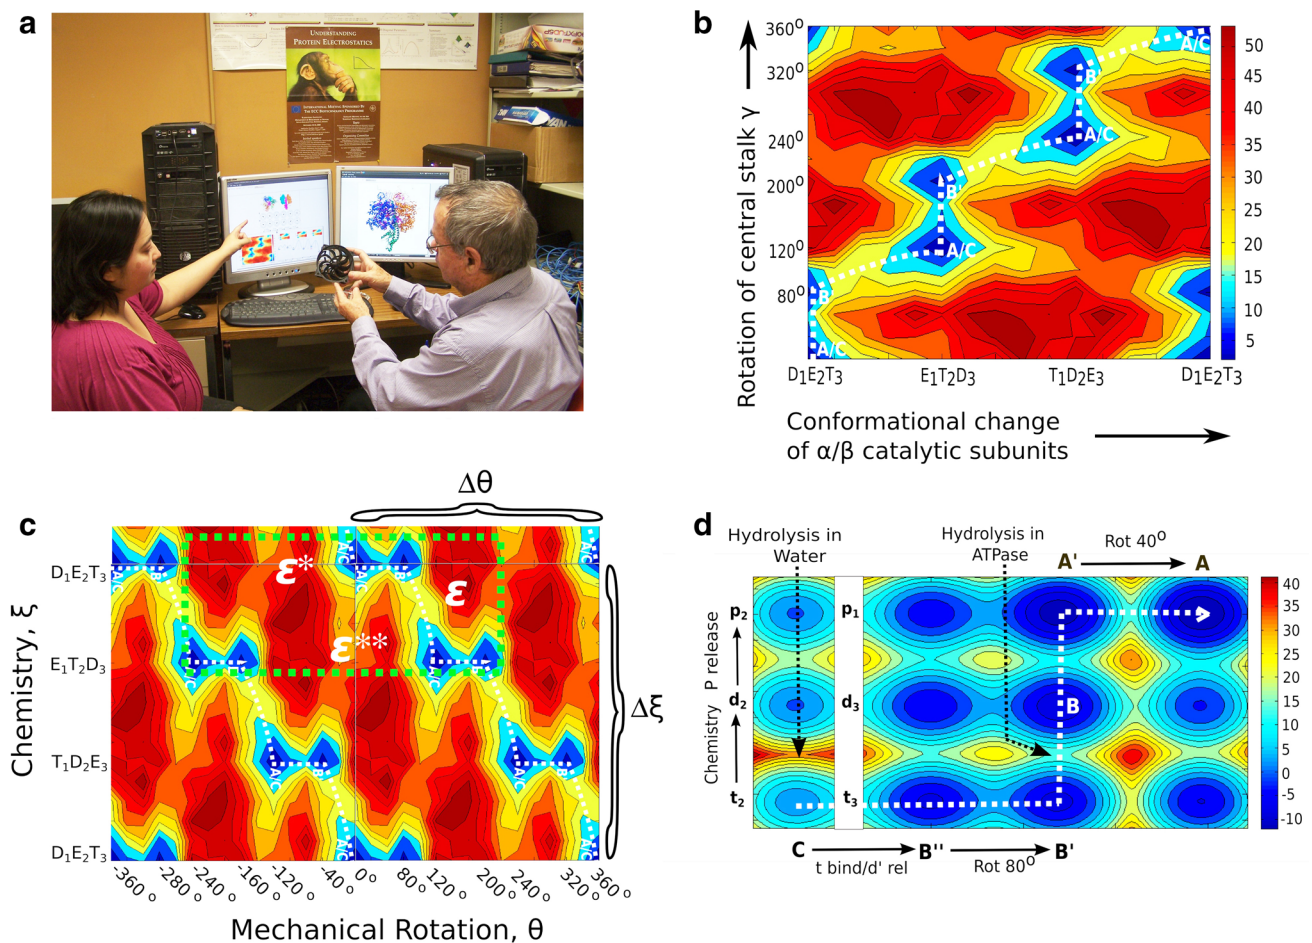 a
UNDERSTANDING
PROTEIN ELECTROSTATICS
b
Rotation of central stalk γ
360°
320°
240°
200°
120°
80°
A/C
B'
A/C
B'
A/C
B'
A/C
50
45
40
35
30
25
20
15
10
5
D1E2T3
E1T2D3
T1D2E3
D1E2T3
Conformational change
of α/β catalytic subunits
c
Δθ
Chemistry, ξ
D1E2T3
E1T2D3
T1D2E3
D1E2T3
A/C
A/C
A/C
B'
A/C
B'
ε*
ε
ε**
A/C
A/C
A/C
B'
A/C
B'
A/C
A/C
Δξ
-360°
-280°
-240°
-160°
-120°
-40°
0°
80°
120°
200°
240°
320°
360°
Mechanical Rotation, θ
d
Hydrolysis in
Water
Hydrolysis in
ATPase
Rot 40°
A'
A
Chemistry P release
p2
d2
t2
p1
d3
t3
B
40
35
30
25
20
15
10
5
0
-5
-10
C
t bind/d' rel
B''
Rot 80°
B'